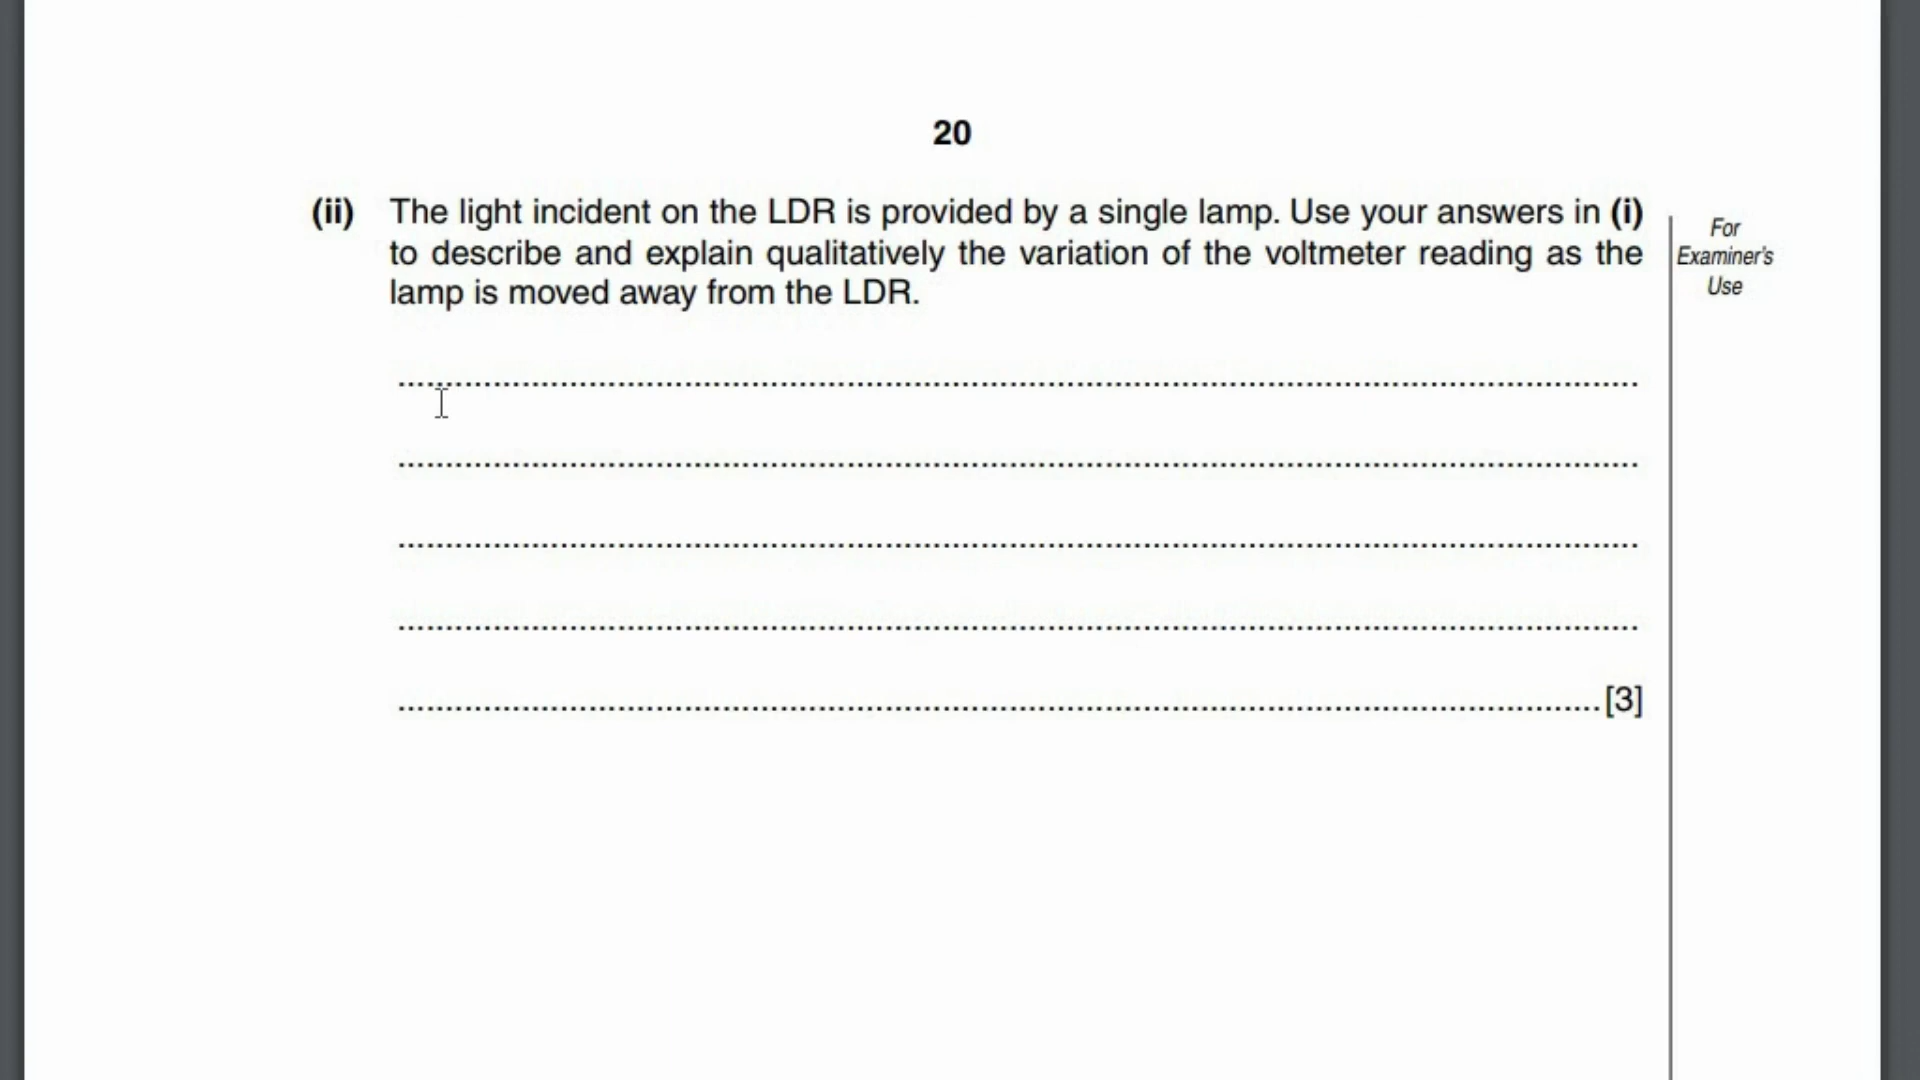 20
(ii) The light incident on the LDR is provided by a single lamp. Use your answers in (i)
to describe and explain qualitatively the variation of the voltmeter reading as the
lamp is moved away from the LDR.
For
Examiner's
Use
..........................................................................................
..........................................................................................
..........................................................................................
..........................................................................................
..........................................................................................[3]